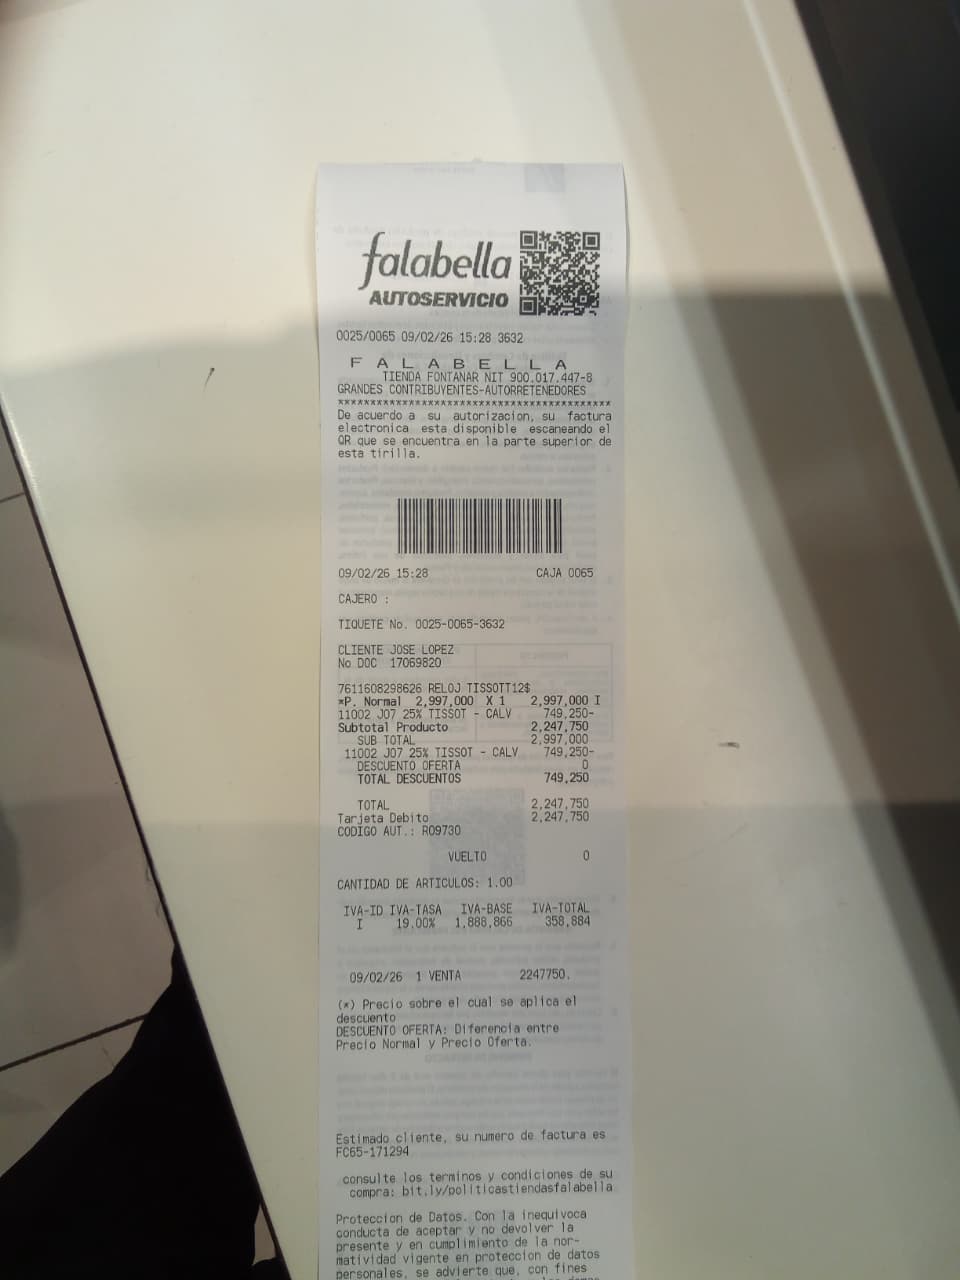 falabella
AUTOSERVICIO
0025/0065 09/02/26 15:28 3632
F A L A B E L L A
TIENDA FONTANAR NIT 900.017.447-8
GRANDES CONTRIBUYENTES-AUTORRETENEDORES
******************************************
De acuerdo a su autorizacion, su factura
electronica esta disponible escaneando el
QR que se encuentra en la parte superior de
esta tirilla.
09/02/26 15:28 CAJA 0065
CAJERO :
TIQUETE No. 0025-0065-3632
CLIENTE JOSE LOPEZ
No DOC 17069820
7611608298626 RELOJ TISSOTT12$
*P. Normal 2,997,000 X 1 2,997,000 I
11002 J07 25% TISSOT - CALV 749,250-
Subtotal Producto 2,247,750
SUB TOTAL 2,997,000
11002 J07 25% TISSOT - CALV 749,250-
DESCUENTO OFERTA 0
TOTAL DESCUENTOS 749,250
TOTAL 2,247,750
Tarjeta Debito 2,247,750
CODIGO AUT.: R09730
VUELTO 0
CANTIDAD DE ARTICULOS: 1.00
IVA-ID IVA-TASA IVA-BASE IVA-TOTAL
I 19.00% 1,888,866 358,884
09/02/26 1 VENTA 2247750.
(*) Precio sobre el cual se aplica el
descuento
DESCUENTO OFERTA: Diferencia entre
Precio Normal y Precio Oferta.
Estimado cliente, su numero de factura es
FC65-171294
consulte los terminos y condiciones de su
compra: bit.ly/politicastiendasfalabella
Proteccion de Datos. Con la inequivoca
conducta de aceptar y no devolver la
presente y en cumplimiento de la nor-
matividad vigente en proteccion de datos
personales, se advierte que, con fines